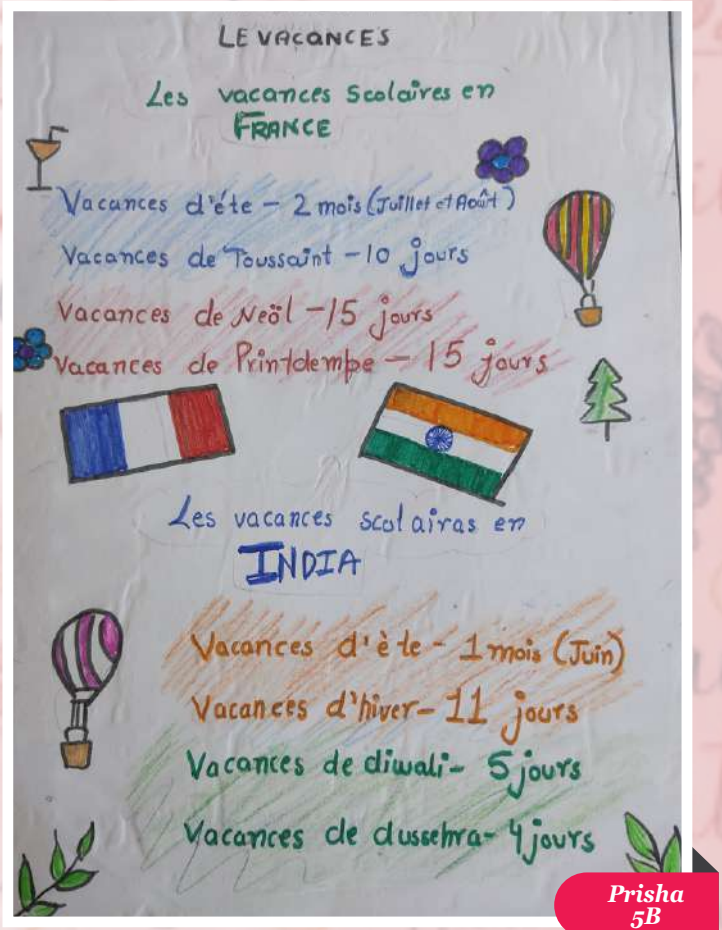 LE VACANCES
Les vacances Scolaires en
FRANCE
Vacances d'éte - 2 mois (Juillet et Août)
Vacances de Toussaint - 10 jours
Vacances de Neöl - 15 jours
Vacances de Printdempe - 15 jours
Les vacances scolairas en
INDIA
Vacances d'ète - 1 mois (Juin)
Vacances d'hiver - 11 jours
Vacances de diwali - 5 jours
Vacances de dussehra - 4 jours
Prisha
5B